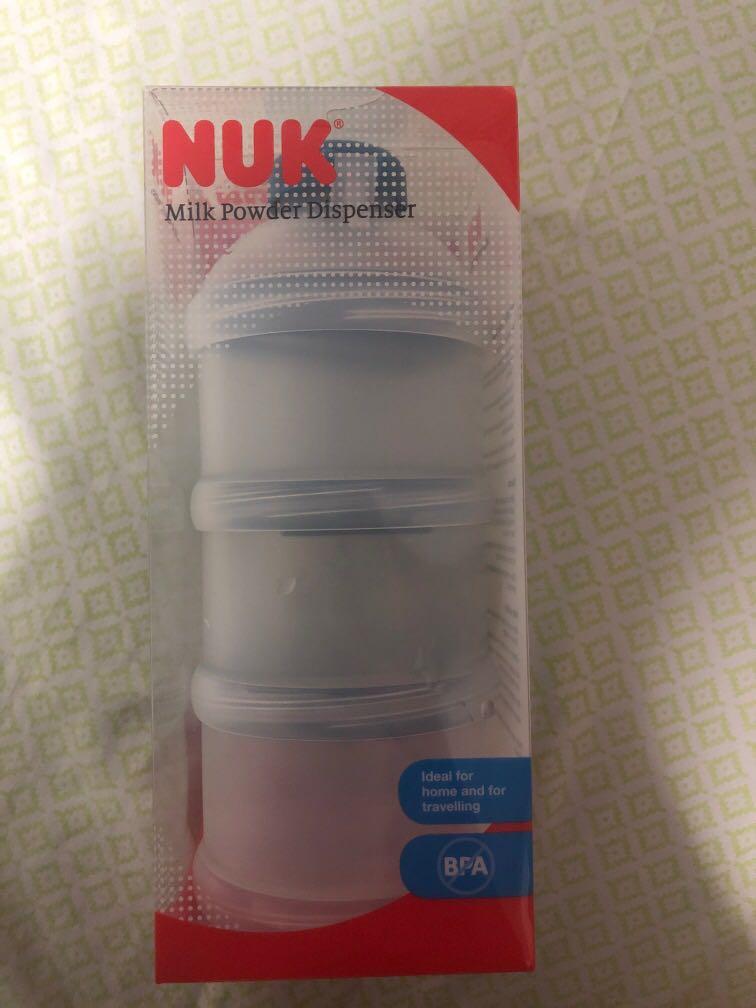 NUK®
Milk Powder Dispenser
Ideal for
home and for
travelling
BPA